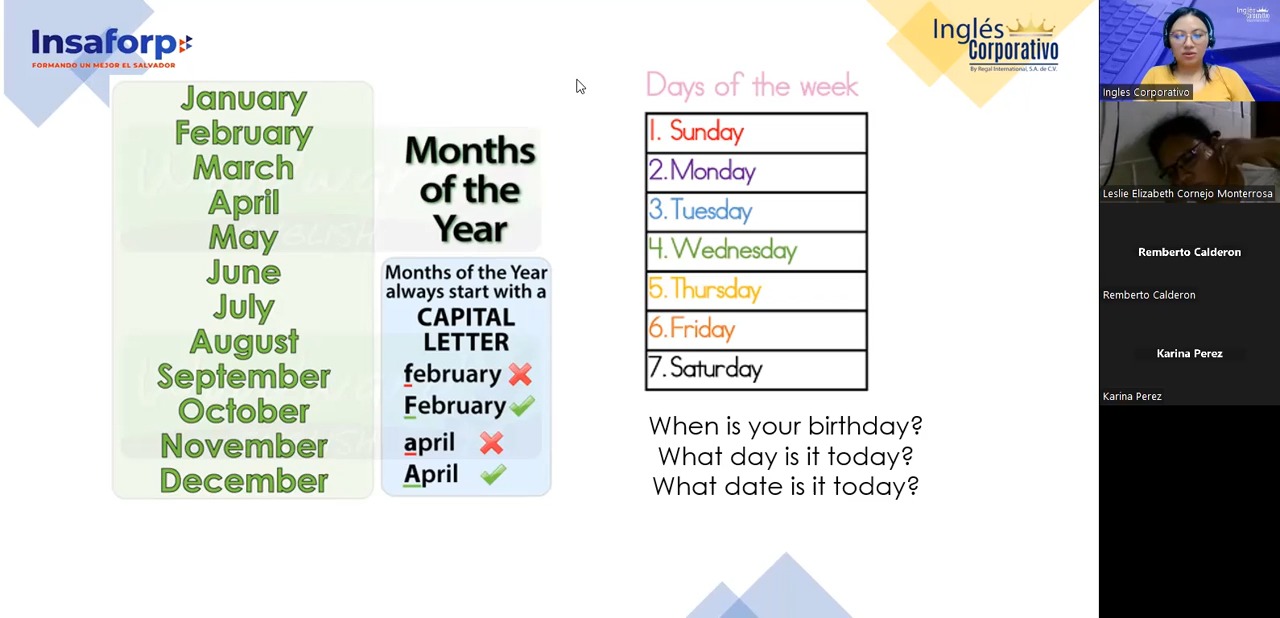 Insaforp
FORMANDO UN MEJOR EL SALVADOR
January
February
March
April
May
June
July
August
September
October
November
December
Months
of the
Year
Months of the Year
always start with a
CAPITAL
LETTER
february
February
april
April
Inglés
Corporativo
By Regal International, S.A. de C.V.
Days of the week
1. Sunday
2. Monday
3. Tuesday
4. Wednesday
5. Thursday
6. Friday
7. Saturday
When is your birthday?
What day is it today?
What date is it today?
Ingles Corporativo
Leslie Elizabeth Cornejo Monterrosa
Remberto Calderon
Remberto Calderon
Karina Perez
Karina Perez